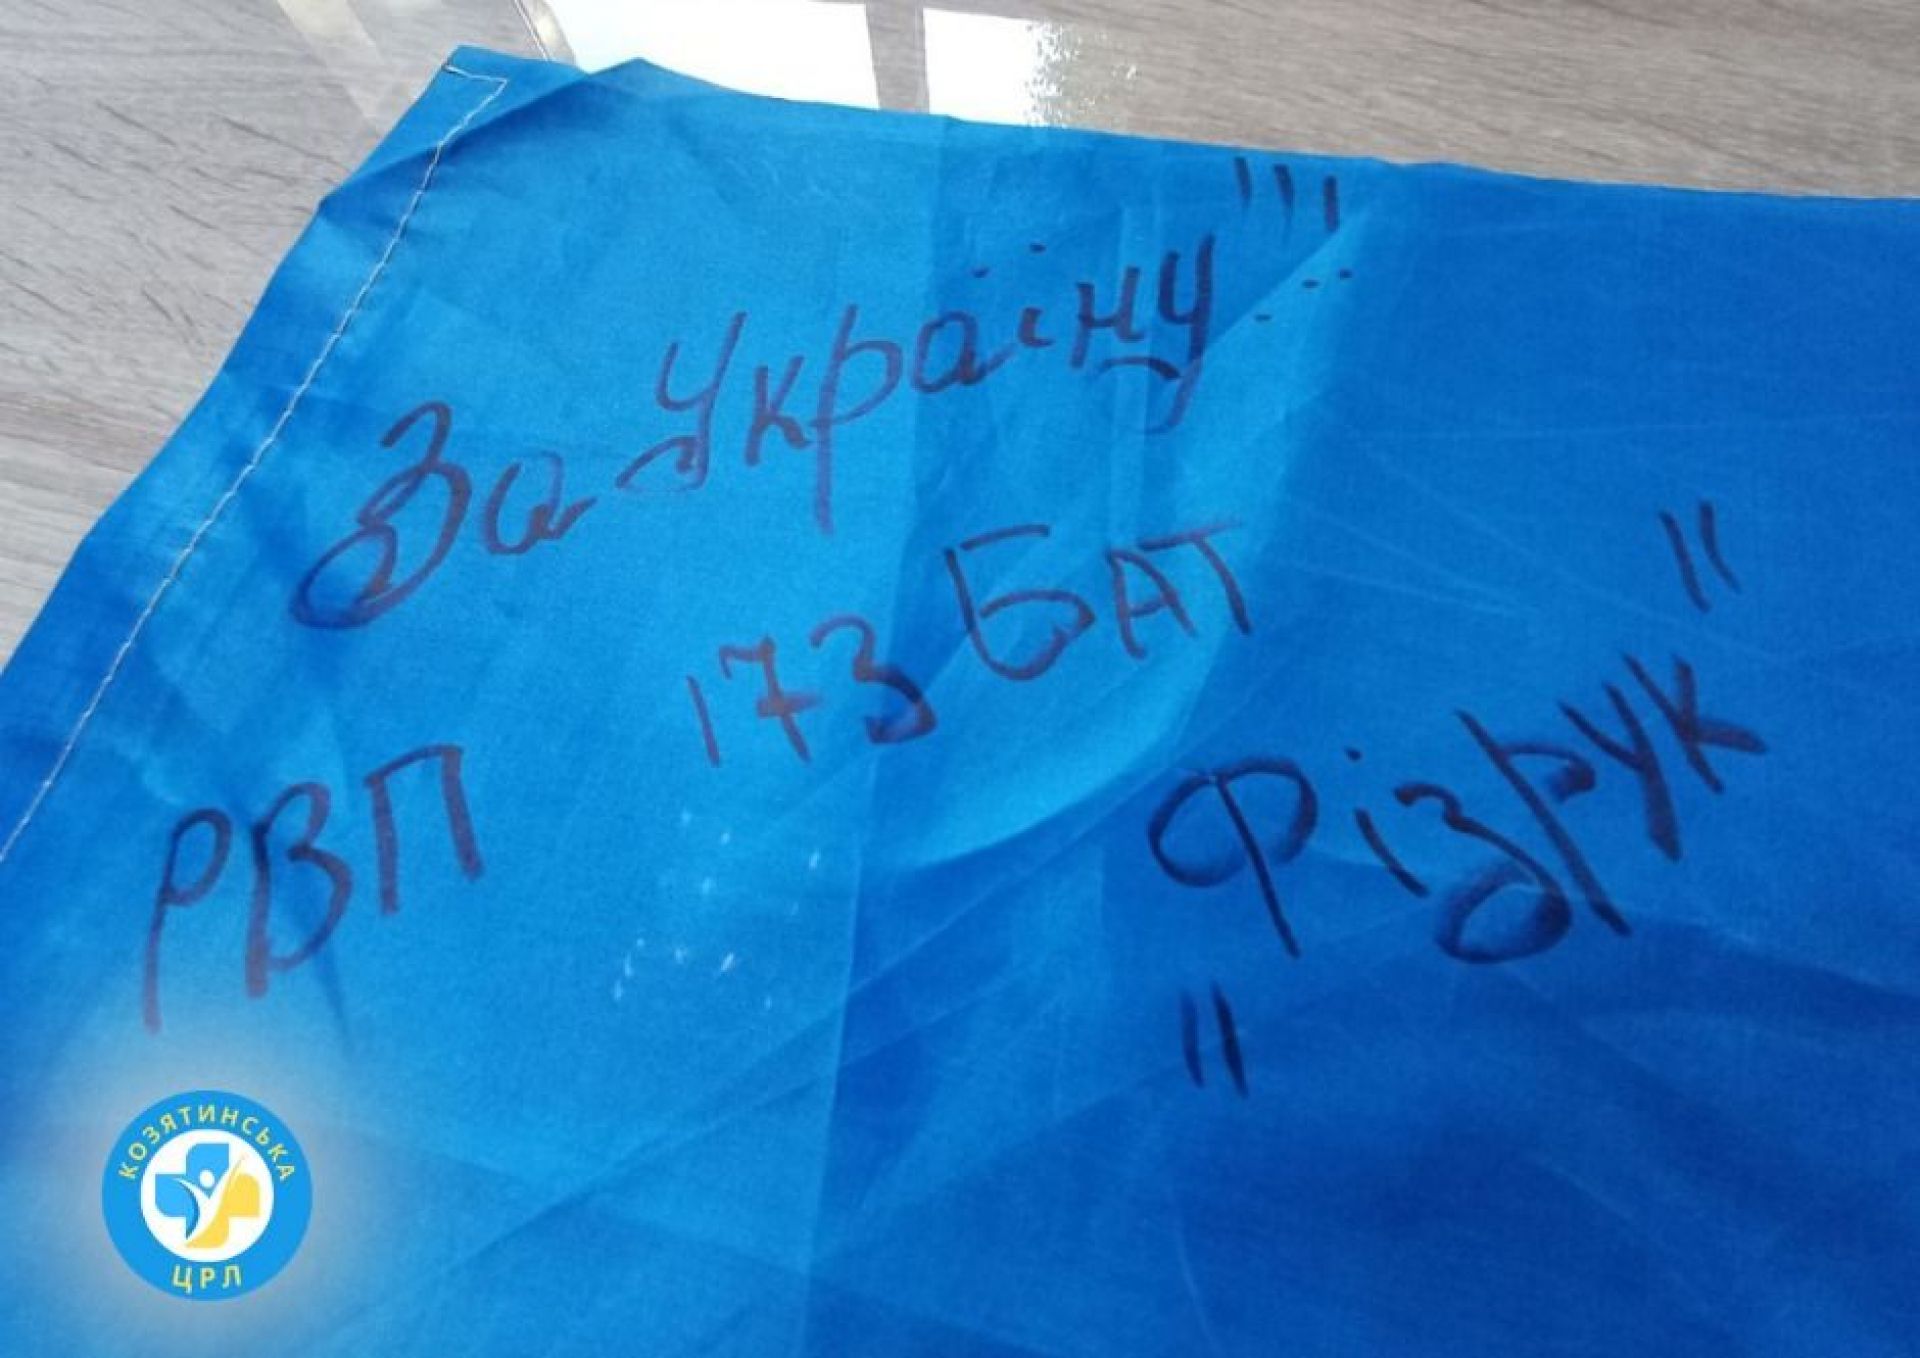 За Україну!!!
173 БАТ
РВП
"Фізрук"
КОЗЯТИНСЬКА
ЦРЛ